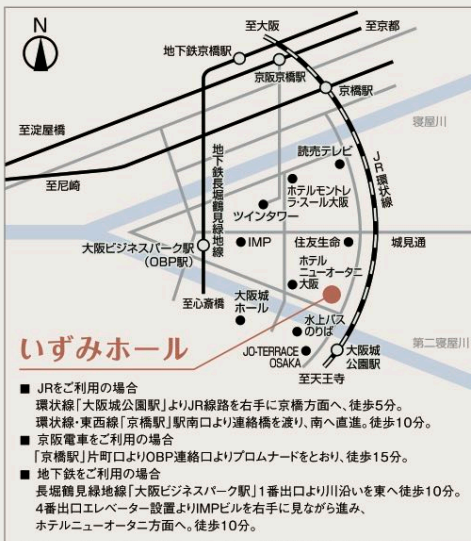 N
至大阪
至京都
地下鉄京橋駅
京阪京橋駅
京橋駅
至淀屋橋
寝屋川
至尼崎
地下鉄長堀鶴見緑地線
読売テレビ
JR環状線
ホテルモントレ
ラ・スール大阪
ツインタワー
大阪ビジネスパーク駅
(OBP駅)
IMP
住友生命
城見通
ホテル
ニューオータニ
大阪
至心斎橋
大阪城
ホール
水上バス
のりば
いずみホール
JO-TERRACE
OSAKA
大阪城
公園駅
第二寝屋川
至天王寺
■ JRをご利用の場合
環状線「大阪城公園駅」よりJR線路を右手に京橋方面へ、徒歩5分。
環状線・東西線「京橋駅」駅南口より連絡橋を渡り、南へ直進。徒歩10分。
■ 京阪電車をご利用の場合
「京橋駅」片町口よりOBP連絡口よりプロムナードをとおり、徒歩15分。
■ 地下鉄をご利用の場合
長堀鶴見緑地線「大阪ビジネスパーク駅」1番出口より川沿いを東へ徒歩10分。
4番出口エレベーター設置よりIMPビルを右手に見ながら進み、
ホテルニューオータニ方面へ。徒歩10分。